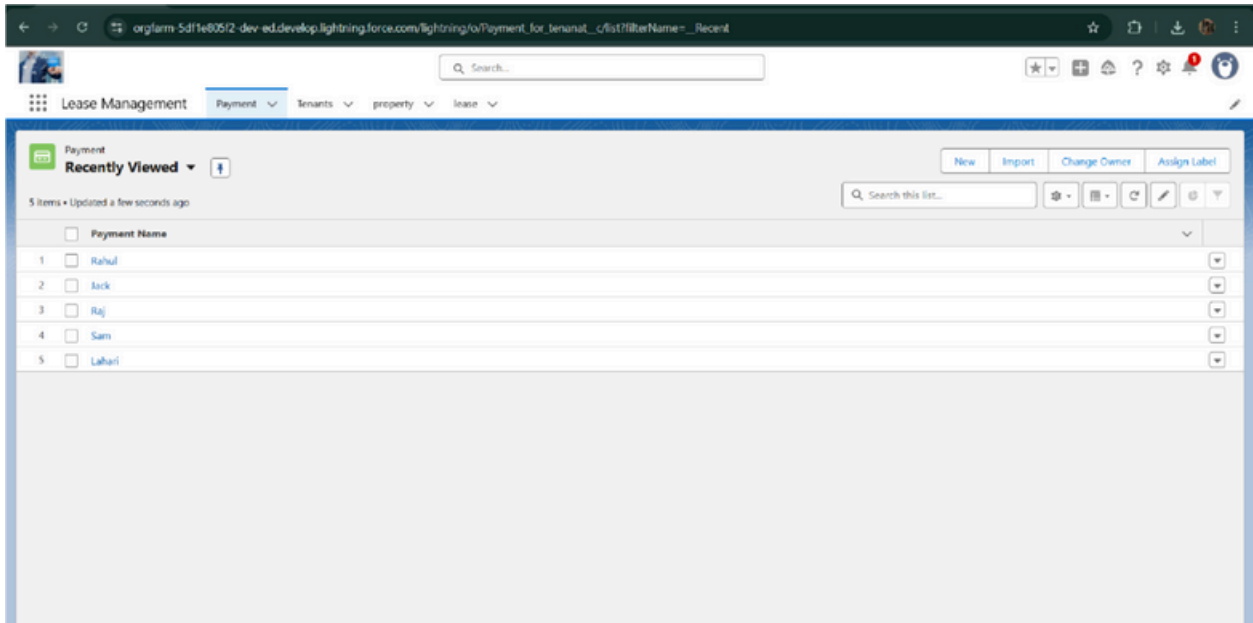 orgfarm-5df1e805f2-dev-ed.develop.lightning.force.com/lightning/o/Payment_for_tenanat__c/list?filterName=__Recent
Search...
1
Lease Management Payment Tenants property lease
Payment
Recently Viewed
New Import Change Owner Assign Label
5 items • Updated a few seconds ago
Search this list...
Payment Name
1 Rahul
2 Jack
3 Raj
4 Sam
5 Lahari